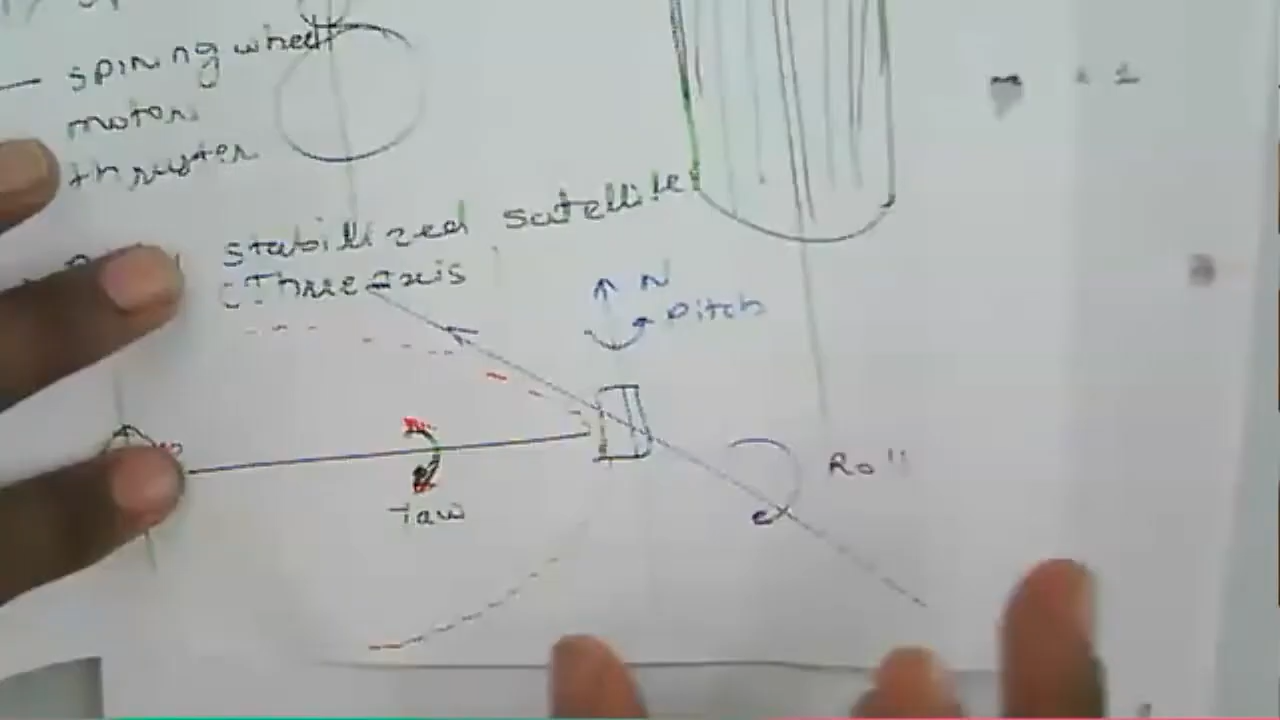 — spining wheel
motor
thruster
stabilized satellite
(Three axis
↑ N
Pitch
Roll
Yaw